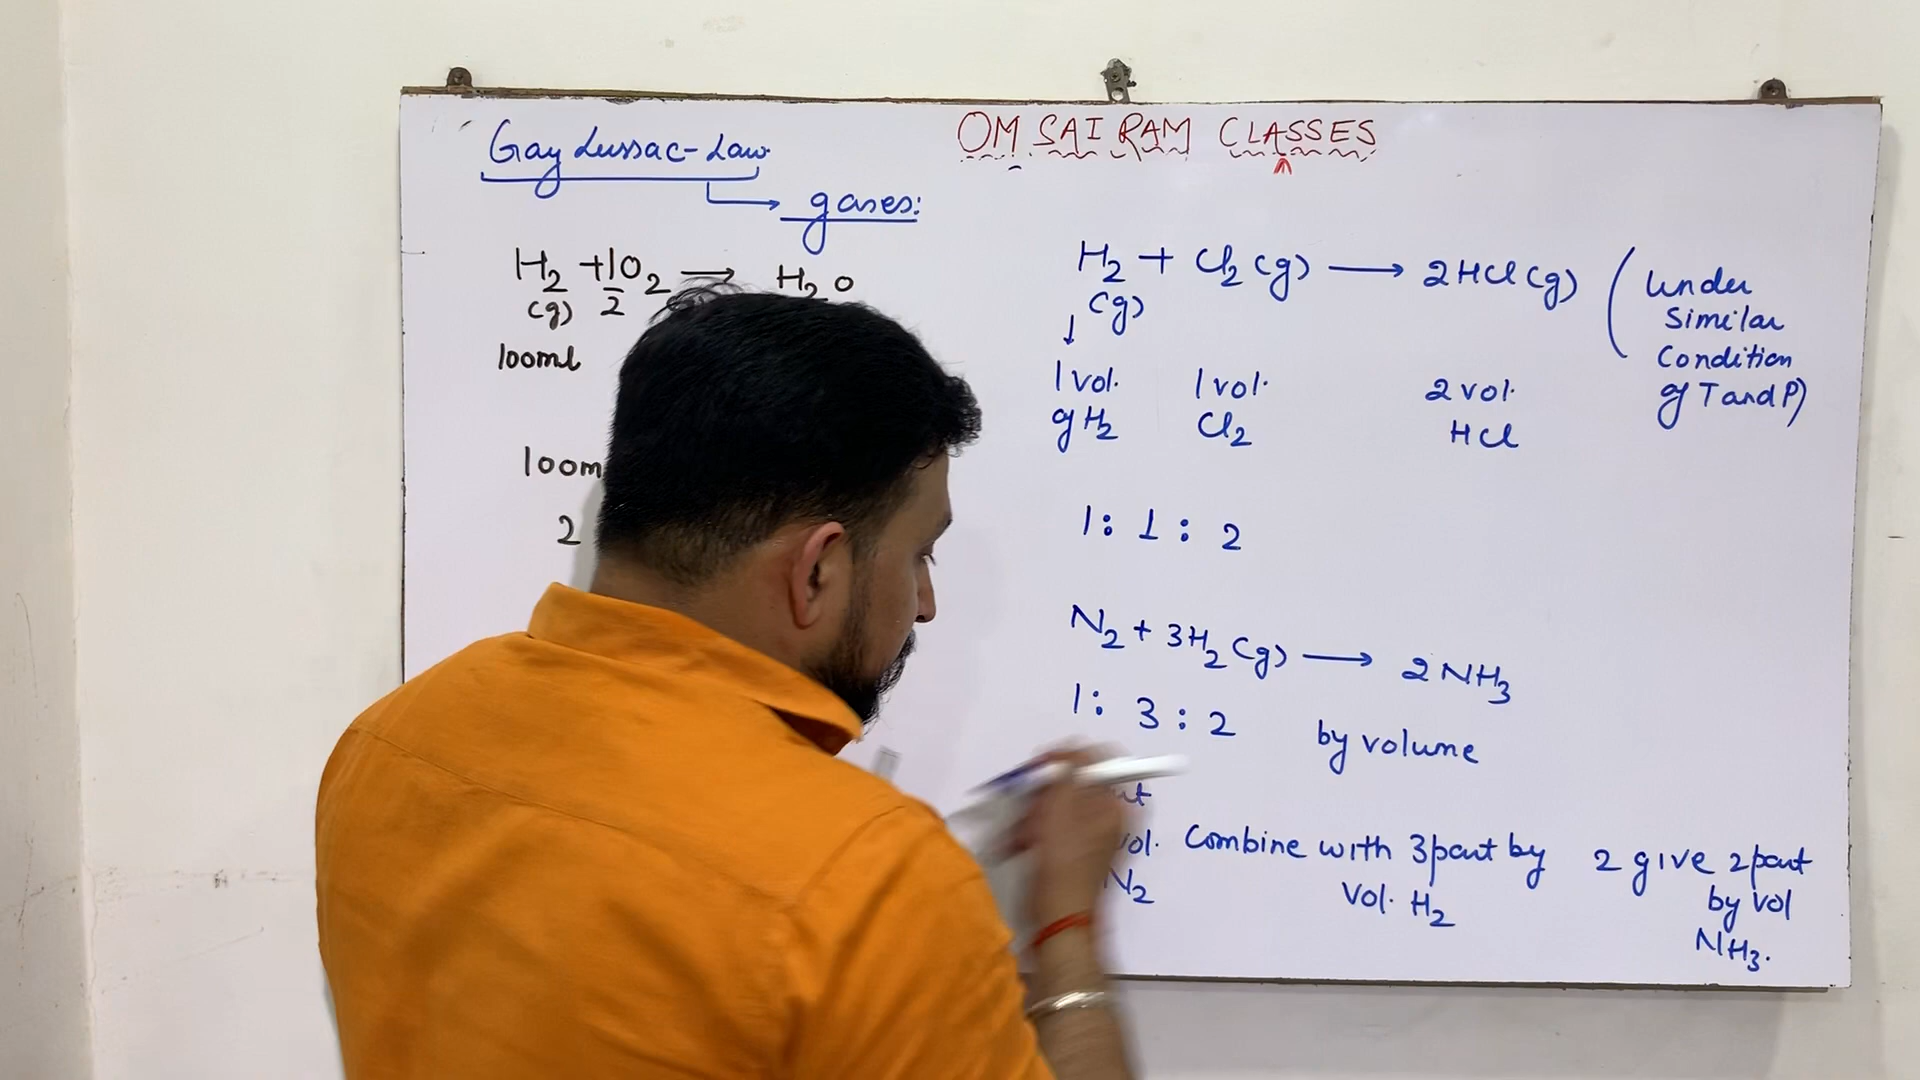 OM SAI RAM CLASSES
Gay Lussac-Law
gases:
H₂ + 1/2 O₂ → H₂O
(g)
100ml
100m
2
H₂ + Cl₂ (g) → 2HCl (g)
(g)
(Under
Similar
Condition
of T and P)
1 vol. 1 vol. 2 vol.
of H₂ Cl₂ HCl
1 : 1 : 2
N₂ + 3H₂ (g) → 2NH₃
1 : 3 : 2 by volume
vol. Combine with 3 part by 2 give 2 part
N₂ Vol. H₂ by vol
NH₃.